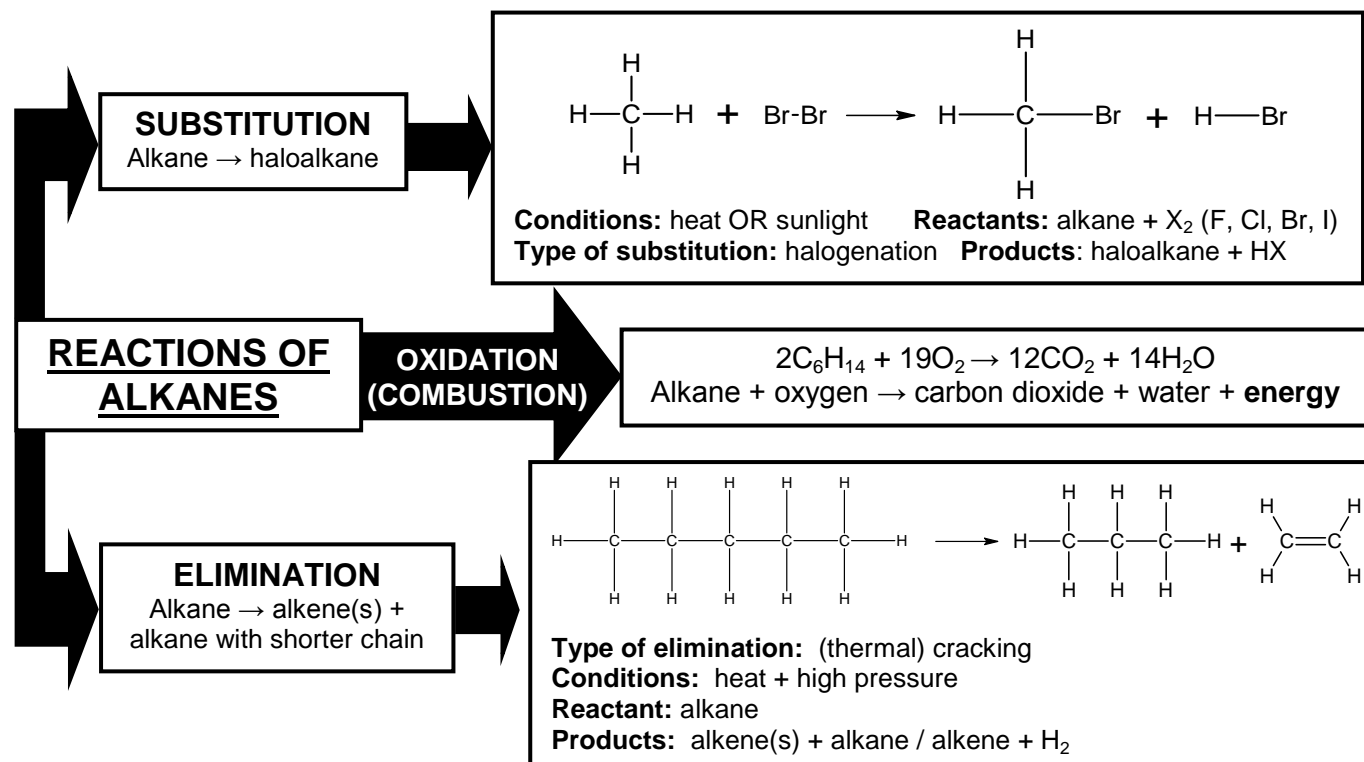 SUBSTITUTION
Alkane → haloalkane
H
H C H + Br-Br → H C Br + H Br
H
H
H
Conditions: heat OR sunlight Reactants: alkane + X₂ (F, Cl, Br, I)
Type of substitution: halogenation Products: haloalkane + HX
REACTIONS OF
ALKANES
OXIDATION
(COMBUSTION)
2C₆H₁₄ + 19O₂ → 12CO₂ + 14H₂O
Alkane + oxygen → carbon dioxide + water + energy
ELIMINATION
Alkane → alkene(s) +
alkane with shorter chain
H H H H H H H H H H
H C C C C C H → H C C C H + C C
H H H H H H H H H H
Type of elimination: (thermal) cracking
Conditions: heat + high pressure
Reactant: alkane
Products: alkene(s) + alkane / alkene + H₂